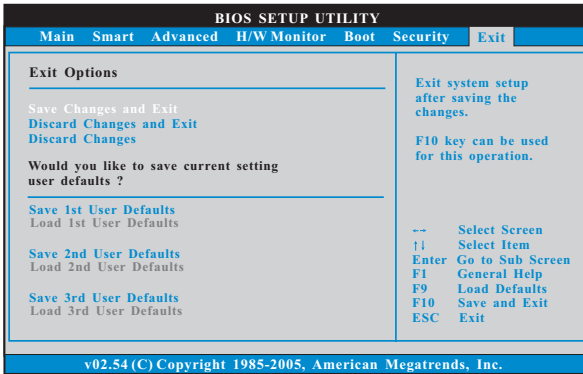 BIOS SETUP UTILITY
Main Smart Advanced H/W Monitor Boot Security Exit
Exit Options
Save Changes and Exit
Discard Changes and Exit
Discard Changes
Would you like to save current setting
user defaults ?
Save 1st User Defaults
Load 1st User Defaults
Save 2nd User Defaults
Load 2nd User Defaults
Save 3rd User Defaults
Load 3rd User Defaults
Exit system setup
after saving the
changes.
F10 key can be used
for this operation.
←→ Select Screen
↑↓ Select Item
Enter Go to Sub Screen
F1 General Help
F9 Load Defaults
F10 Save and Exit
ESC Exit
v02.54 (C) Copyright 1985-2005, American Megatrends, Inc.